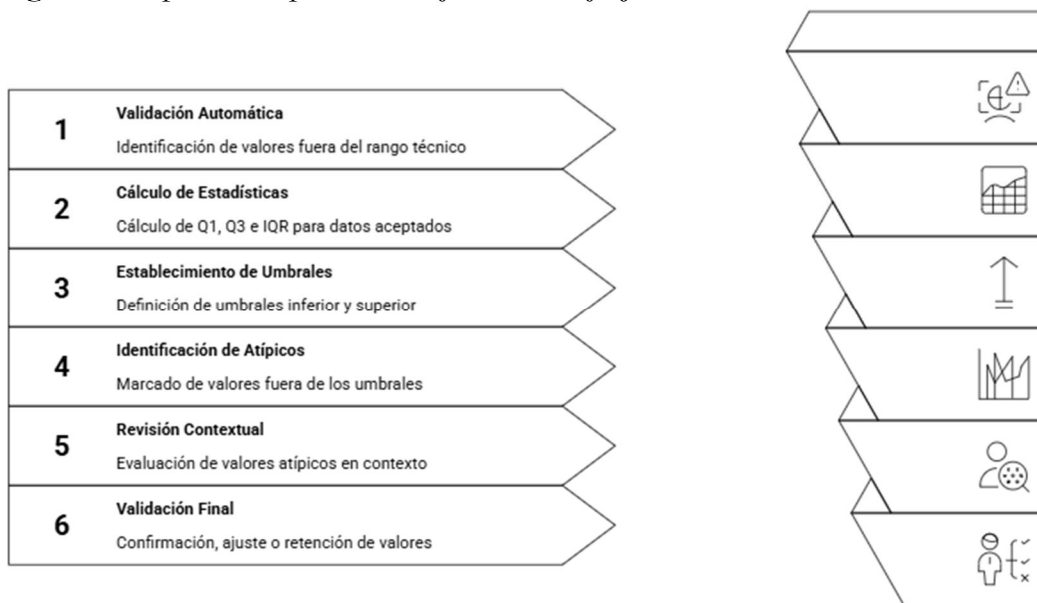 1
Validación Automática
Identificación de valores fuera del rango técnico
2
Cálculo de Estadísticas
Cálculo de Q1, Q3 e IQR para datos aceptados
3
Establecimiento de Umbrales
Definición de umbrales inferior y superior
4
Identificación de Atípicos
Marcado de valores fuera de los umbrales
5
Revisión Contextual
Evaluación de valores atípicos en contexto
6
Validación Final
Confirmación, ajuste o retención de valores